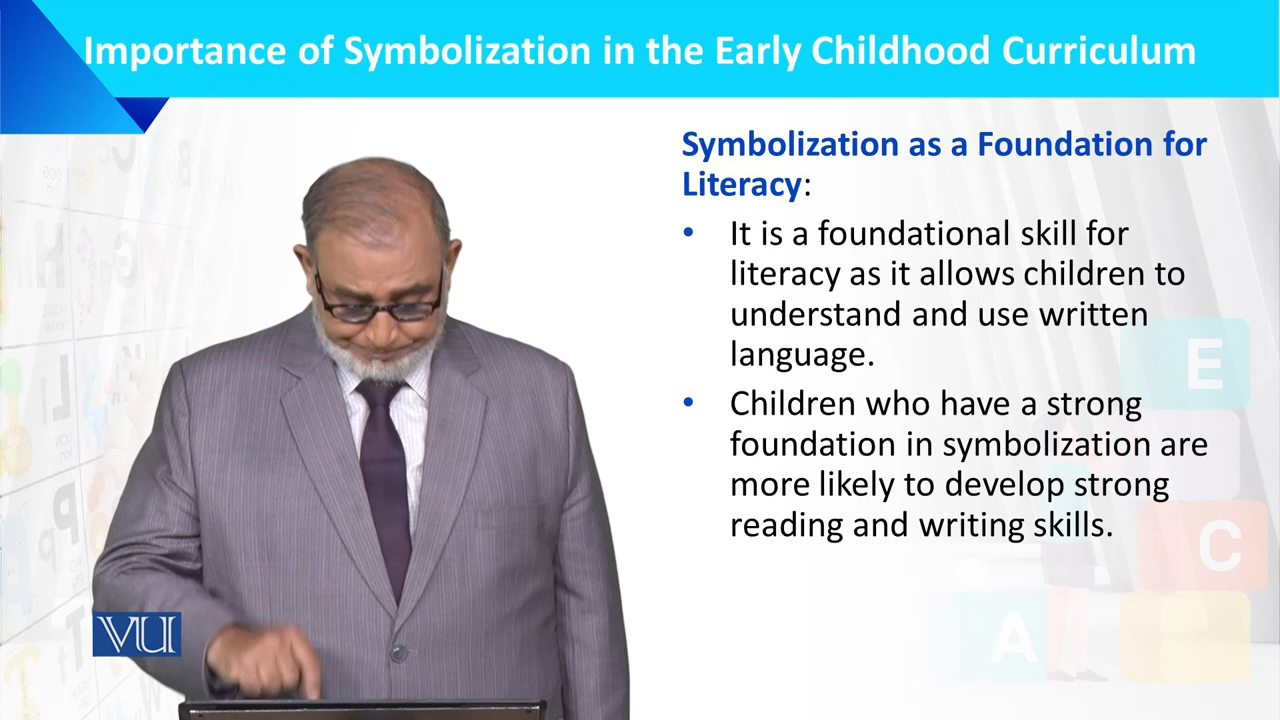 Importance of Symbolization in the Early Childhood Curriculum
Symbolization as a Foundation for
Literacy:
• It is a foundational skill for
literacy as it allows children to
understand and use written
language.
• Children who have a strong
foundation in symbolization are
more likely to develop strong
reading and writing skills.
VU
E
C
A